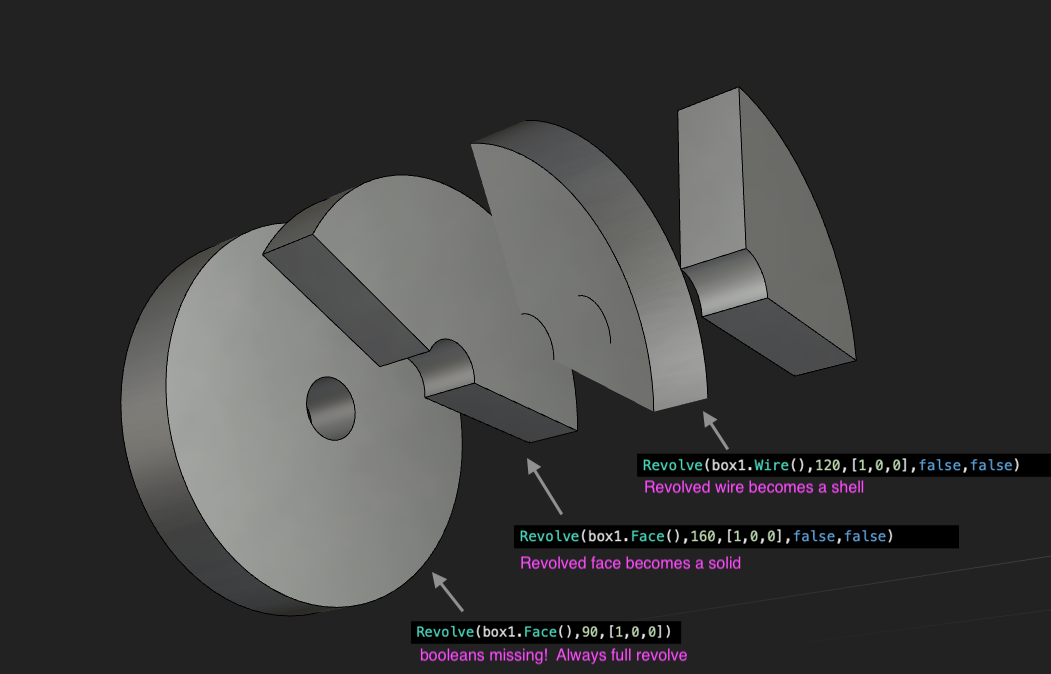 Revolve(box1.Wire(),120,[1,0,0],false,false)
Revolved wire becomes a shell
Revolve(box1.Face(),160,[1,0,0],false,false)
Revolved face becomes a solid
Revolve(box1.Face(),90,[1,0,0])
booleans missing!  Always full revolve